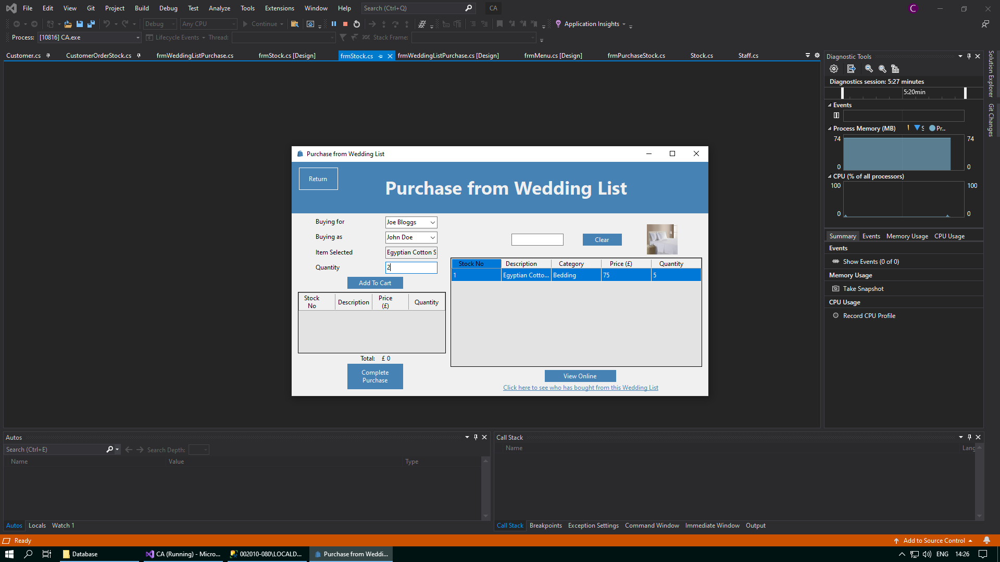 File Edit View Git Project Build Debug Test Analyze Tools Extensions Window Help Search (Ctrl+Q) CA C
Debug Any CPU Continue Application Insights
Process: [10816] CA.exe Lifecycle Events Thread: Stack Frame:
Customer.cs CustomerOrderStock.cs frmWeddingListPurchase.cs frmStock.cs [Design] frmStock.cs frmWeddingListPurchase.cs [Design] frmMenu.cs [Design] frmPurchaseStock.cs Stock.cs Staff.cs
Diagnostic Tools
Diagnostics session: 5:27 minutes
5:20min
Events
Process Memory (MB) S Pr...
74 74
0 0
CPU (% of all processors)
100 100
0 0
Summary Events Memory Usage CPU Usage
Events
Show Events (0 of 0)
Memory Usage
Take Snapshot
CPU Usage
Record CPU Profile
Solution Explorer
Git Changes
Purchase from Wedding List
Return
Purchase from Wedding List
Buying for Joe Bloggs
Buying as John Doe
Item Selected Egyptian Cotton S
Quantity 2
Add To Cart
Stock No Description Price (£) Quantity
Total: £ 0
Complete Purchase
Clear
Stock No Description Category Price (£) Quantity
1 Egyptian Cotto... Bedding 75 5
View Online
Click here to see who has bought from this Wedding List
Autos
Search (Ctrl+E) Search Depth:
Name Value Type
Autos Locals Watch 1
Call Stack
Name Lang
Call Stack Breakpoints Exception Settings Command Window Immediate Window Output
Ready Add to Source Control
Database CA (Running) - Micro... 002010-080\LOCALD... Purchase from Weddi... ENG 14:26